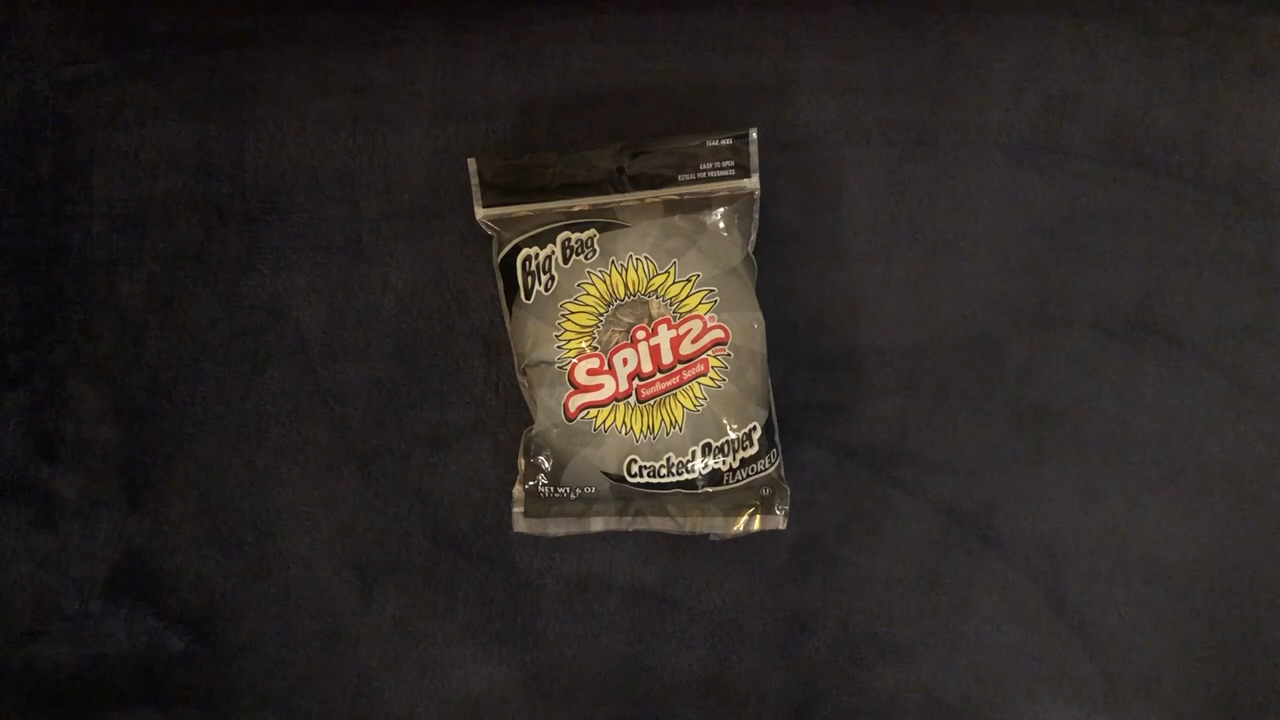 TEAR HERE
EASY TO OPEN
RESEAL FOR FRESHNESS
Big Bag
Spitz®
BRAND
Sunflower Seeds
Cracked Pepper
FLAVORED
NET WT. 6 OZ
U